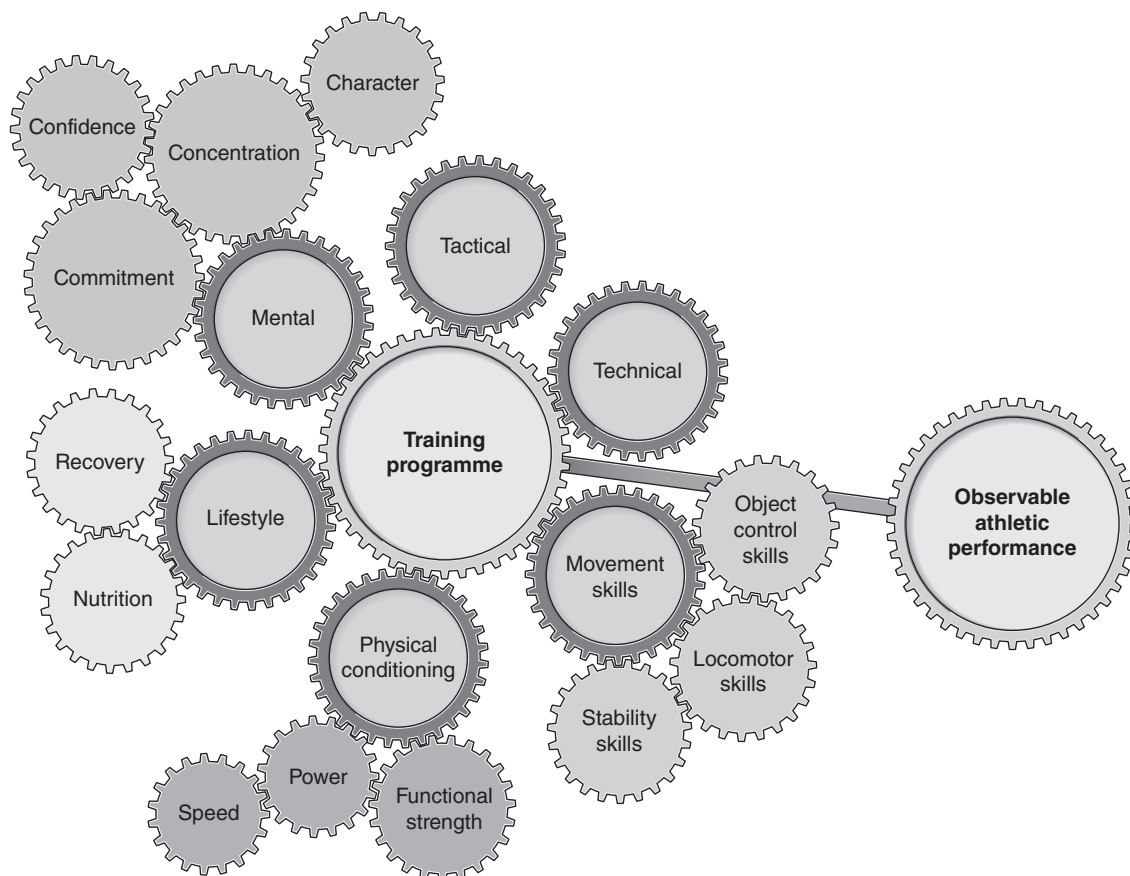 Character
Confidence
Concentration
Tactical
Commitment
Mental
Technical
Training
programme
Recovery
Lifestyle
Object
control
skills
Observable
athletic
performance
Movement
skills
Nutrition
Physical
conditioning
Locomotor
skills
Stability
skills
Power
Speed
Functional
strength